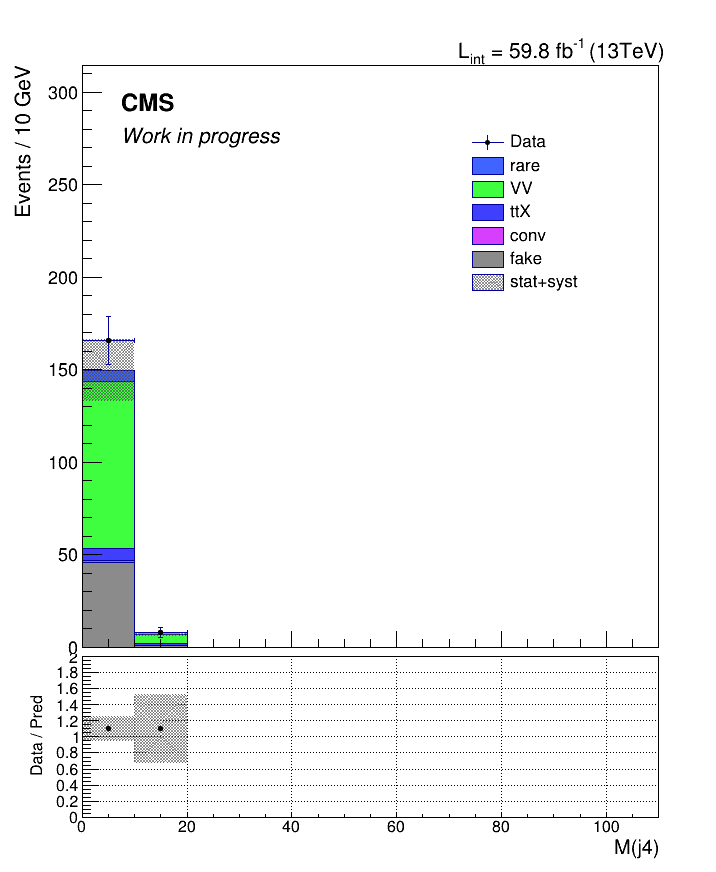 L_int = 59.8 fb^-1 (13TeV)
Events / 10 GeV
CMS
Work in progress
300
250
200
150
100
50
0
Data
rare
VV
ttX
conv
fake
stat+syst
Data / Pred
2
1.8
1.6
1.4
1.2
1
0.8
0.6
0.4
0.2
0
0 20 40 60 80 100
M(j4)